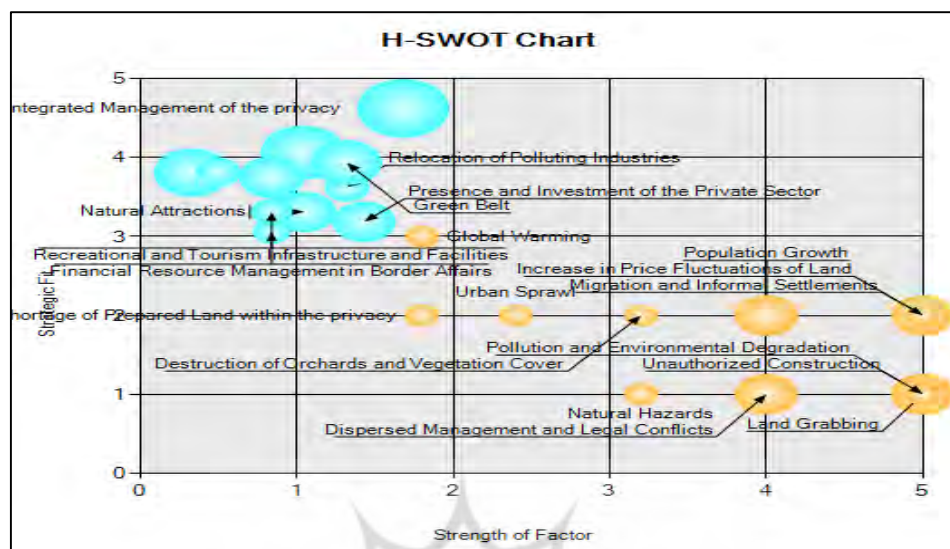 H-SWOT Chart
5
ntegrated Management of the privacy
4
Relocation of Polluting Industries
Presence and Investment of the Private Sector
Natural Attractions
Green Belt
3
Global Warming
Population Growth
Recreational and Tourism Infrastructure and Facilities
Increase in Price Fluctuations of Land
Financial Resource Management in Border Affairs
Migration and Informal Settlements
Urban Sprawl
Strategic Fit
hortage of Prepared Land within the privacy
2
Pollution and Environmental Degradation
Destruction of Orchards and Vegetation Cover
Unauthorized Construction
1
Natural Hazards
Dispersed Management and Legal Conflicts
Land Grabbing
0
0 1 2 3 4 5
Strength of Factor